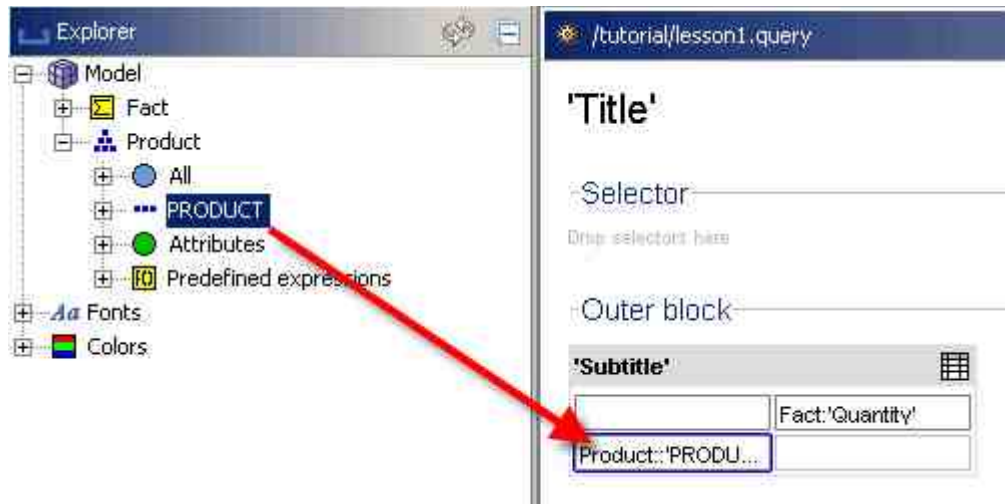 Explorer
Model
Fact
Product
All
PRODUCT
Attributes
F() Predefined expressions
Aa Fonts
Colors
/tutorial/lesson1.query
'Title'
Selector
Drop selectors here
Outer block
'Subtitle'
Fact:'Quantity'
Product::'PRODU...